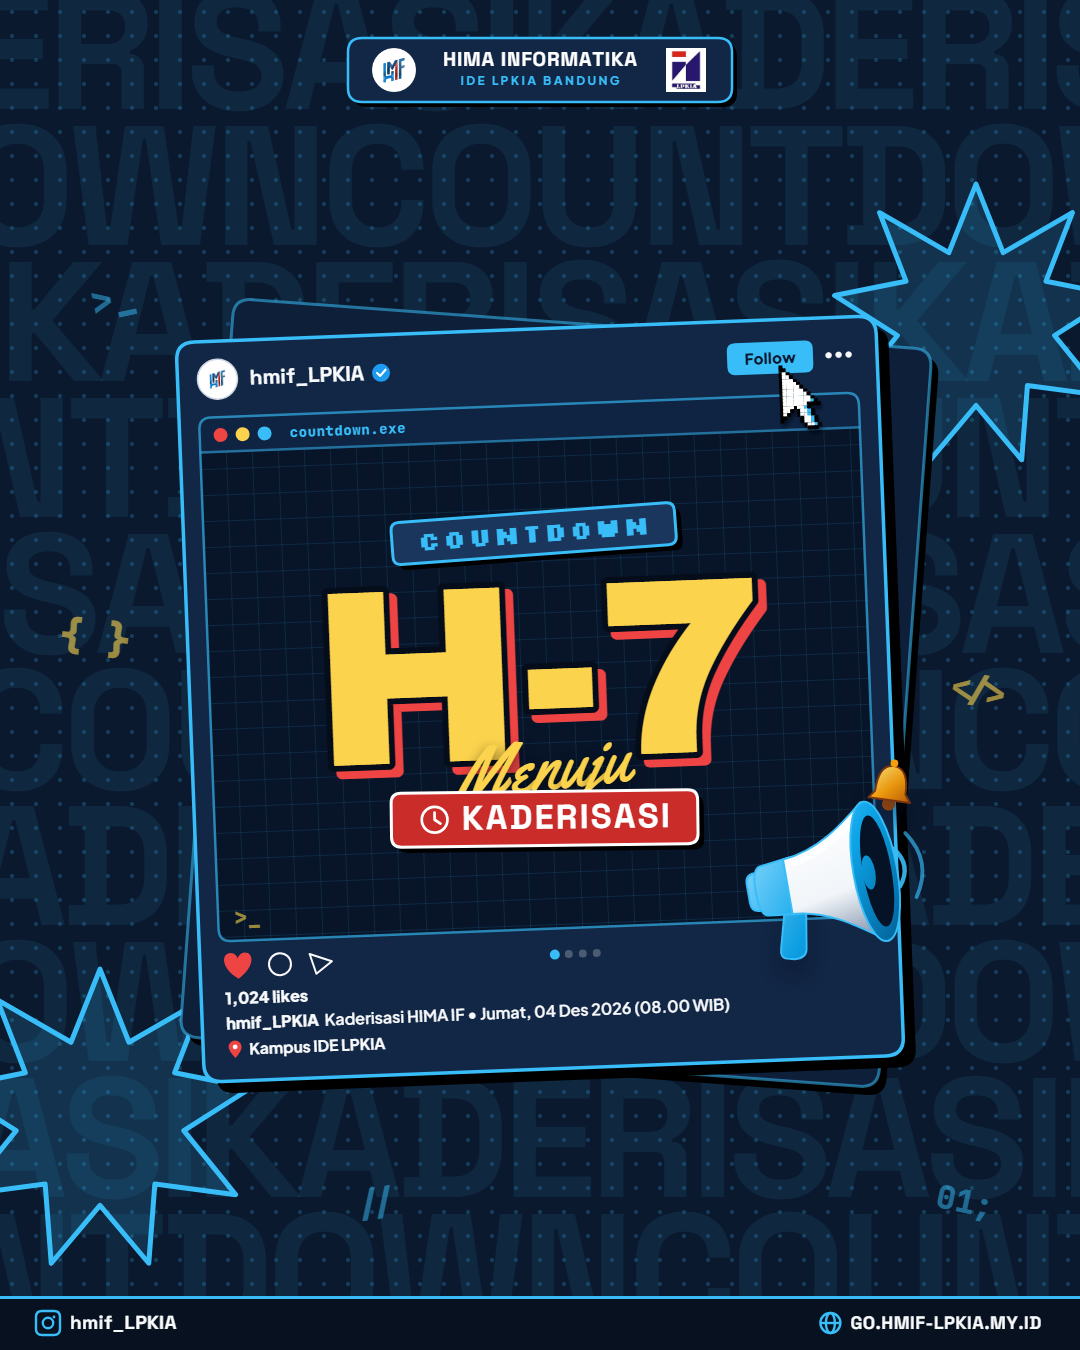 HIMA INFORMATIKA
IDE LPKIA BANDUNG
LPKIA
hmif_LPKIA
Follow
countdown.exe
COUNTDOWN
H-7
Menuju
KADERISASI
>_
1,024 likes
hmif_LPKIA Kaderisasi HIMA IF • Jumat, 04 Des 2026 (08.00 WIB)
Kampus IDE LPKIA
>_
{ }
</>
//
01;
hmif_LPKIA
GO.HMIF-LPKIA.MY.ID